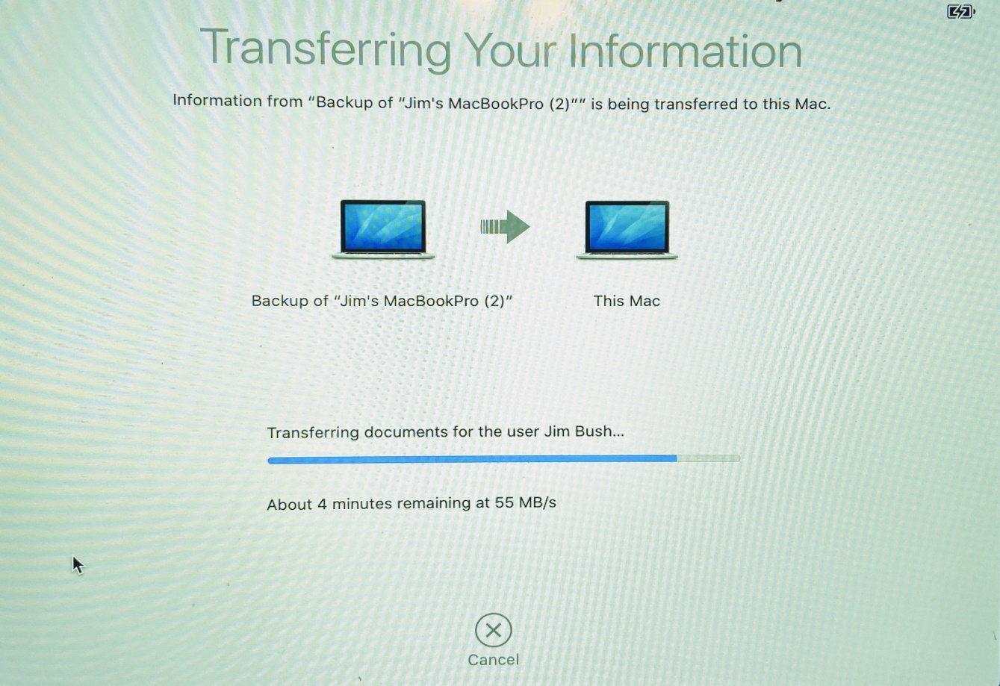 Transferring Your Information
Information from “Backup of “Jim's MacBookPro (2)”” is being transferred to this Mac.
Backup of “Jim's MacBookPro (2)”
This Mac
Transferring documents for the user Jim Bush...
About 4 minutes remaining at 55 MB/s
Cancel